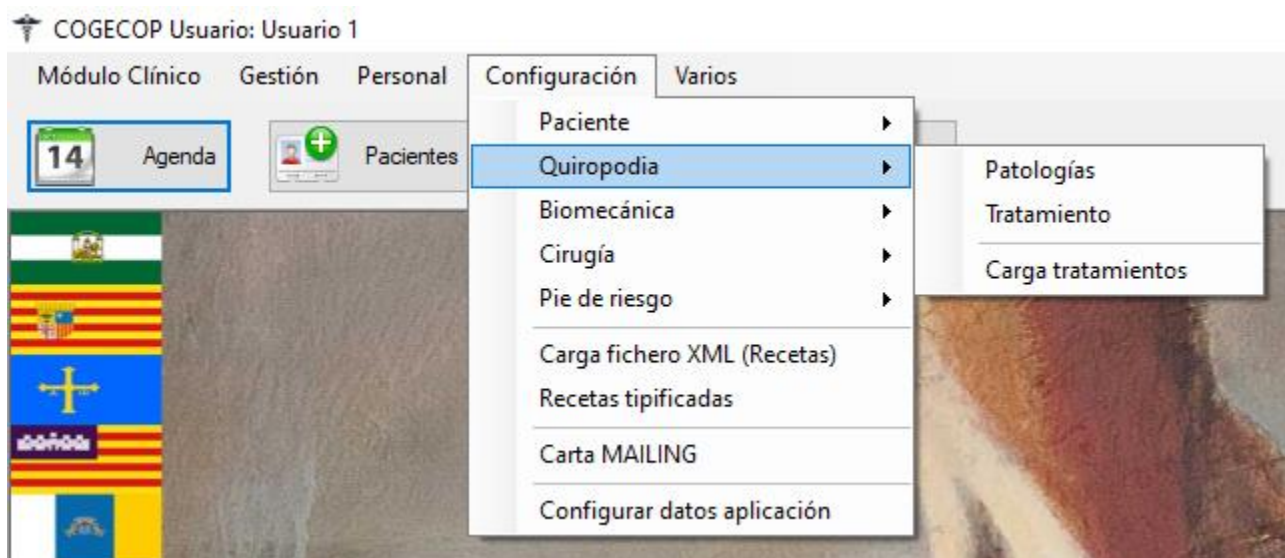 COGECOP Usuario: Usuario 1
Módulo Clínico Gestión Personal Configuración Varios
14 Agenda Pacientes
Paciente
Quiropodia
Biomecánica
Cirugía
Pie de riesgo
Carga fichero XML (Recetas)
Recetas tipificadas
Carta MAILING
Configurar datos aplicación
Patologías
Tratamiento
Carga tratamientos